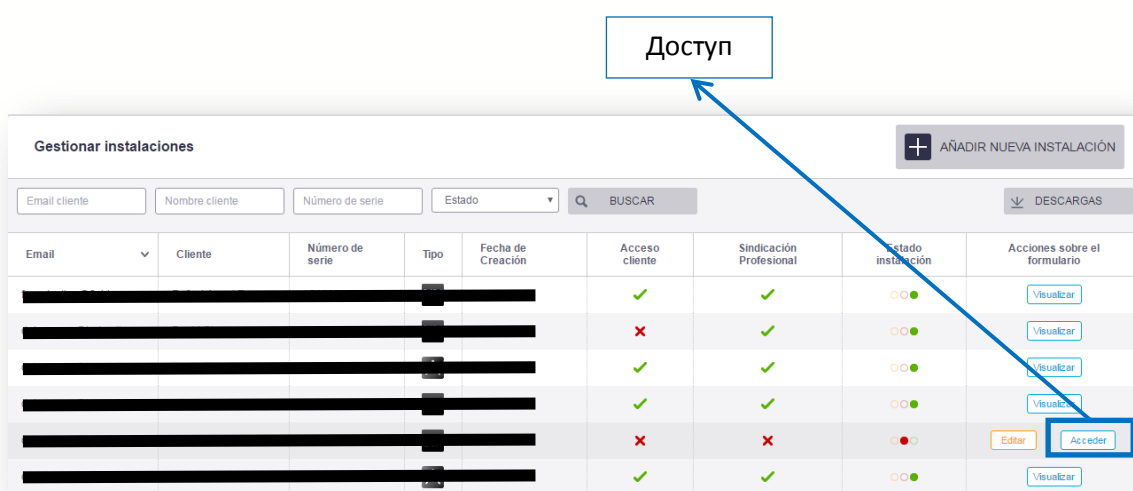 Доступ
Gestionar instalaciones
AÑADIR NUEVA INSTALACIÓN
Email cliente
Nombre cliente
Número de serie
Estado
BUSCAR
DESCARGAS
Email
Cliente
Número de
serie
Tipo
Fecha de
Creación
Acceso
cliente
Sindicación
Profesional
Estado
instalación
Acciones sobre el
formulario
Visualizar
Visualizar
Visualizar
Visualizar
Editar
Acceder
Visualizar